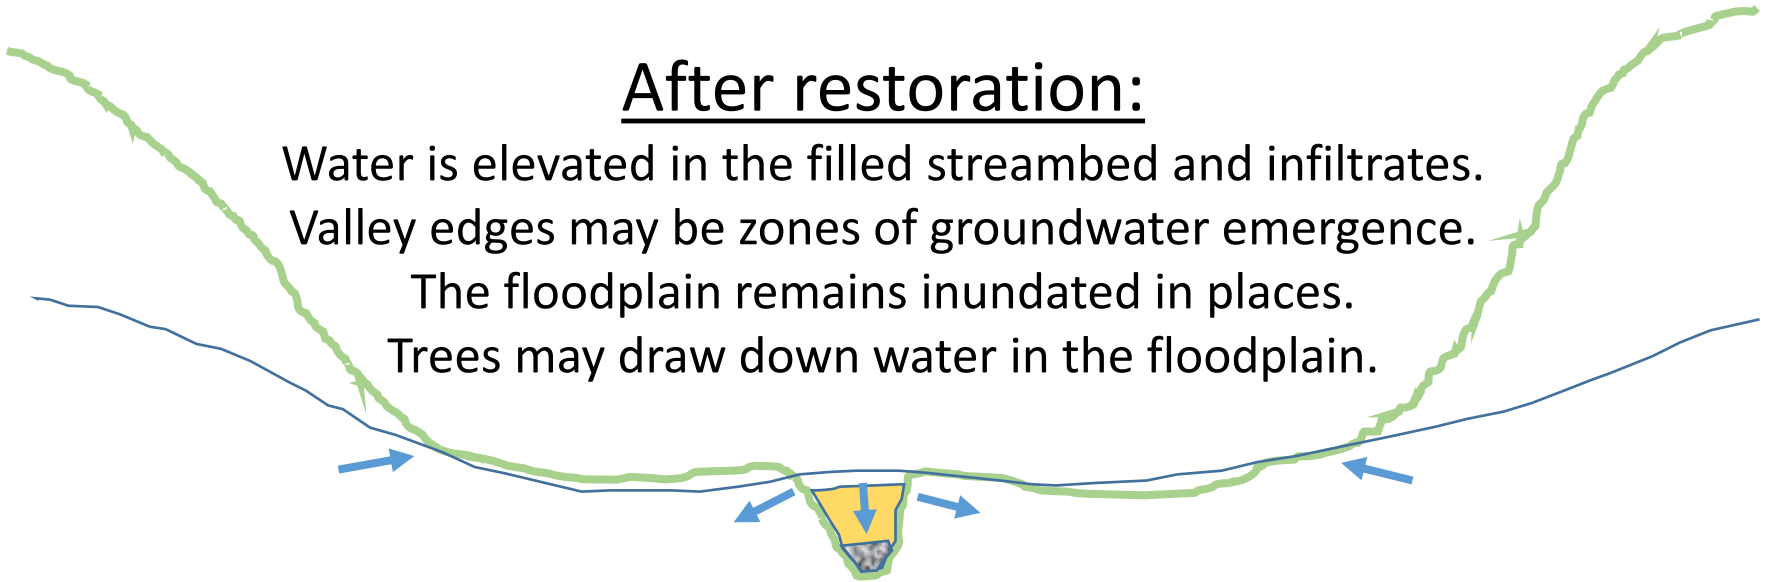 After restoration:
Water is elevated in the filled streambed and infiltrates.
Valley edges may be zones of groundwater emergence.
The floodplain remains inundated in places.
Trees may draw down water in the floodplain.